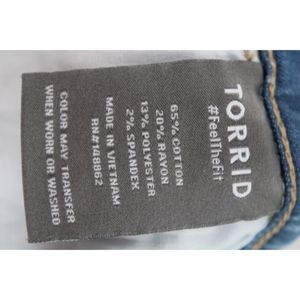 TORRID
#FeelTheFit
65% COTTON
20% RAYON
13% POLYESTER
2% SPANDEX
MADE IN VIETNAM
RN#148862
COLOR MAY TRANSFER
WHEN WORN OR WASHED